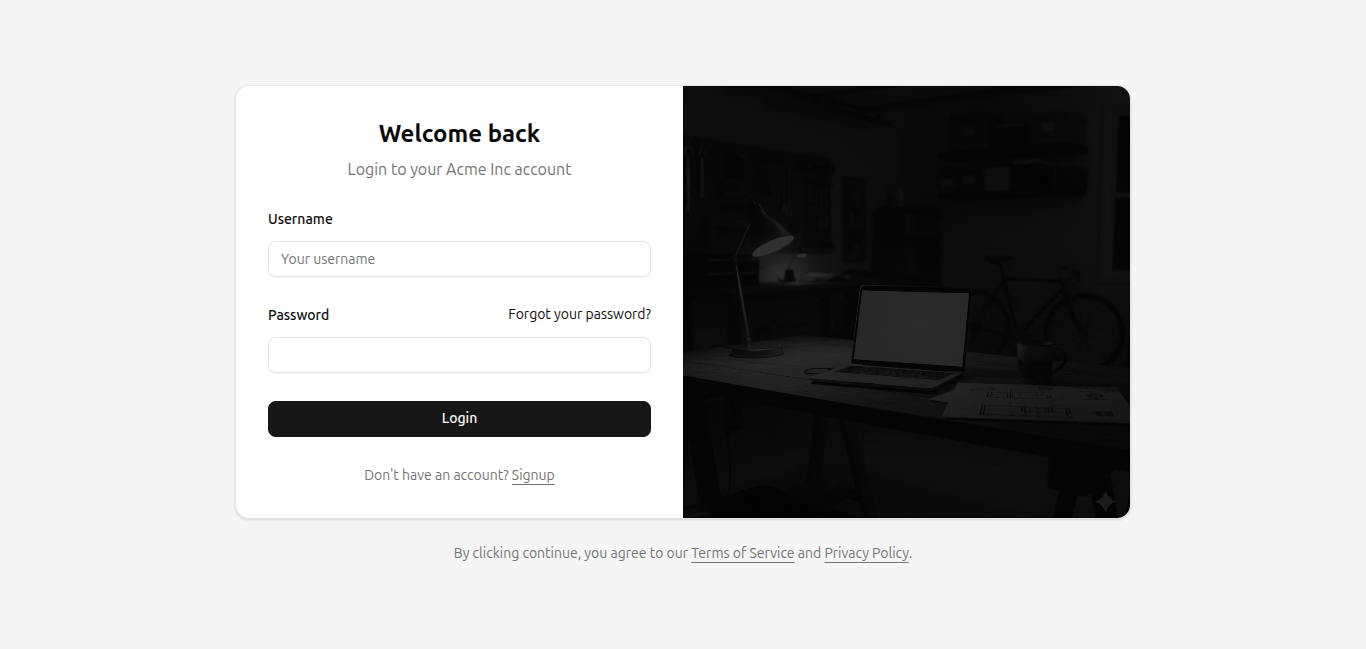 Welcome back
Login to your Acme Inc account
Username
Your username
Password
Forgot your password?
Login
Don't have an account? Signup
By clicking continue, you agree to our Terms of Service and Privacy Policy.